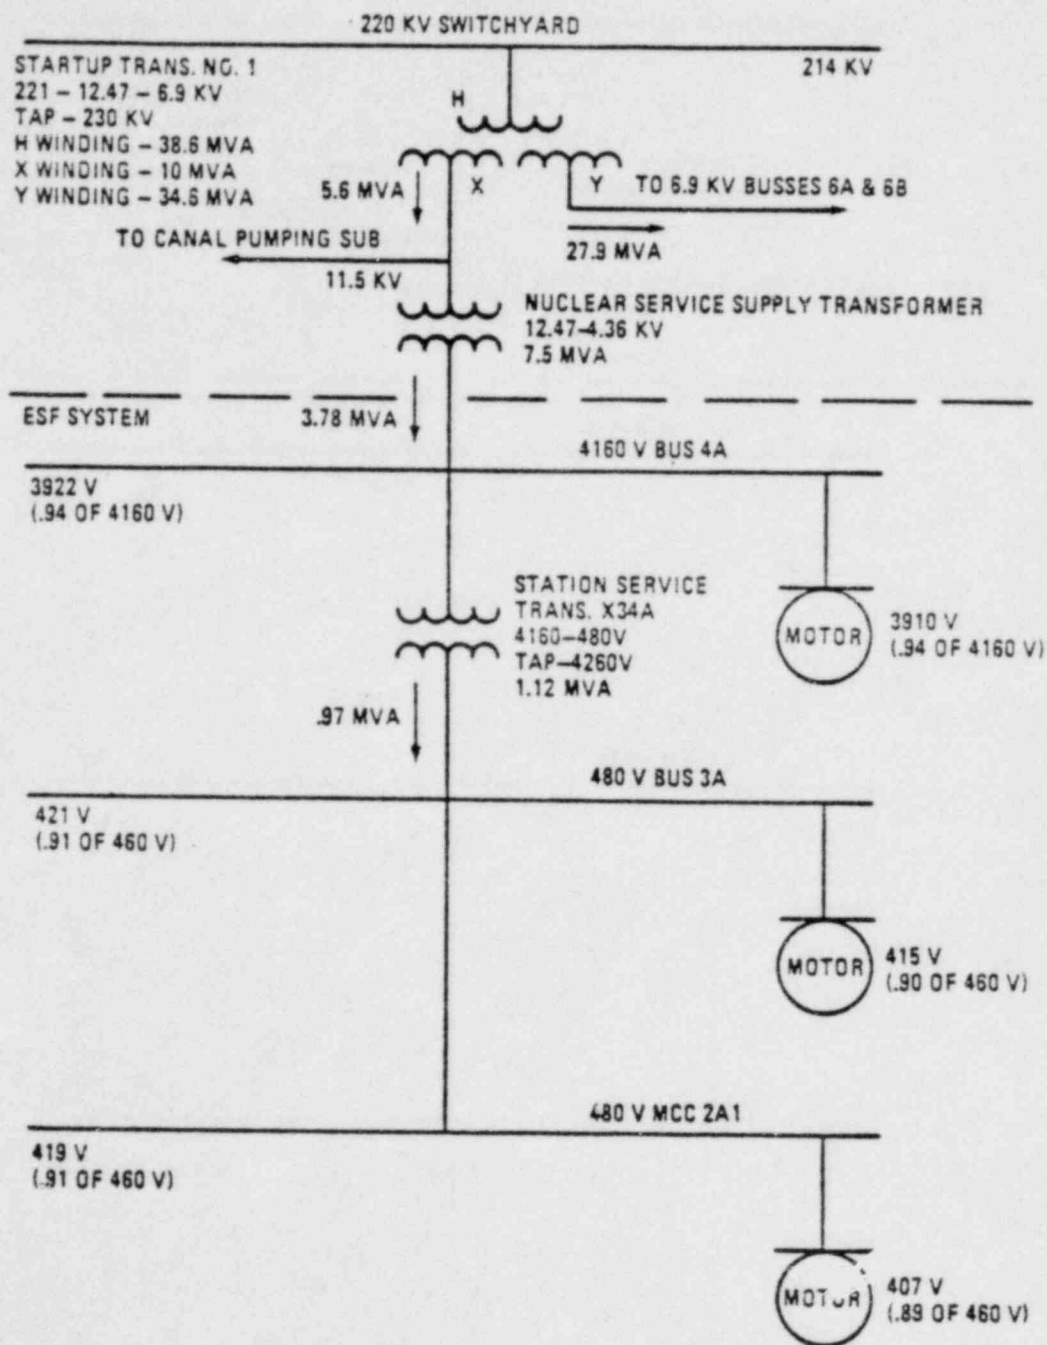 220 KV SWITCHYARD
214 KV
STARTUP TRANS. NO. 1
221 – 12.47 – 6.9 KV
TAP – 230 KV
H WINDING – 38.6 MVA
X WINDING – 10 MVA
Y WINDING – 34.6 MVA
H
X
Y
5.6 MVA
TO 6.9 KV BUSSES 6A & 6B
27.9 MVA
TO CANAL PUMPING SUB
11.5 KV
NUCLEAR SERVICE SUPPLY TRANSFORMER
12.47–4.36 KV
7.5 MVA
ESF SYSTEM
3.78 MVA
4160 V BUS 4A
3922 V
(.94 OF 4160 V)
STATION SERVICE
TRANS. X34A
4160–480V
TAP–4260V
1.12 MVA
MOTOR
3910 V
(.94 OF 4160 V)
.97 MVA
480 V BUS 3A
421 V
(.91 OF 460 V)
MOTOR
415 V
(.90 OF 460 V)
480 V MCC 2A1
419 V
(.91 OF 460 V)
MOTOR
407 V
(.89 OF 460 V)